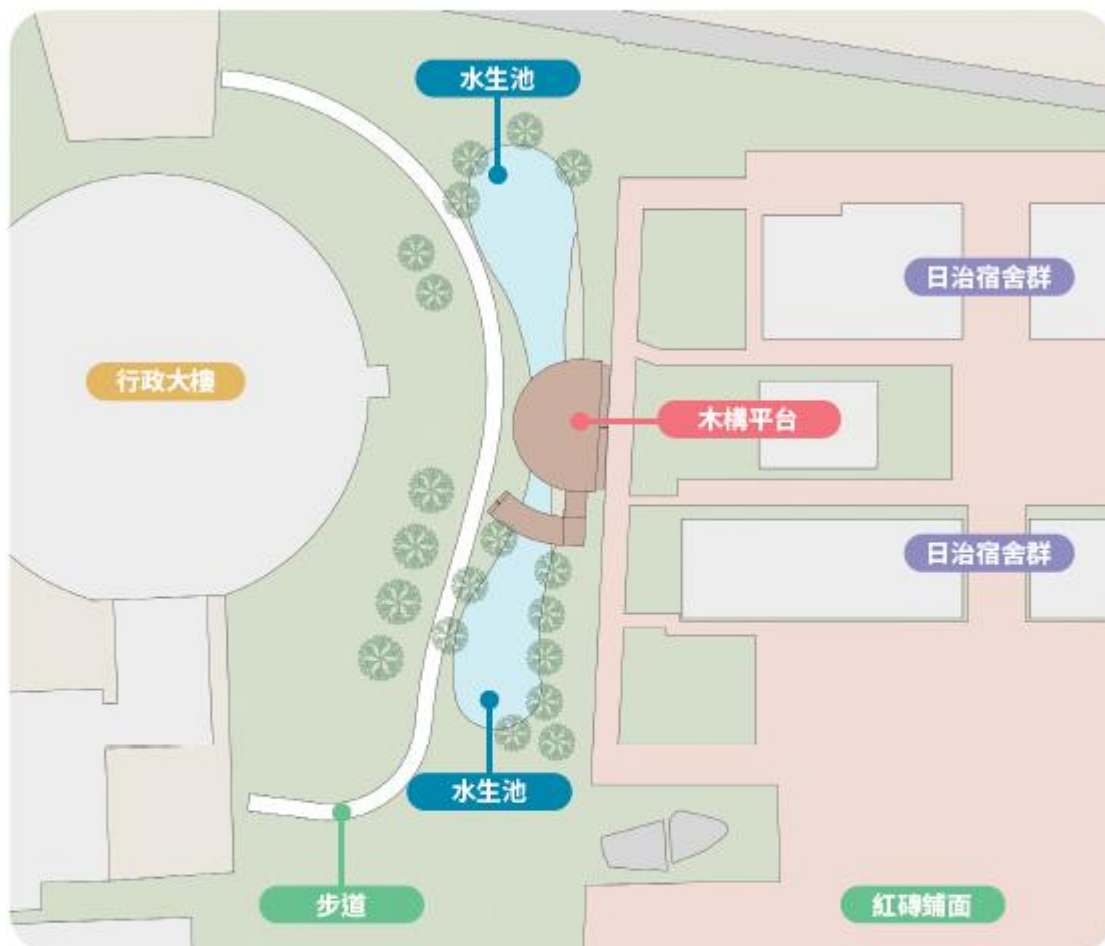 水生池
日治宿舍群
行政大樓
木構平台
日治宿舍群
水生池
步道
紅磚鋪面